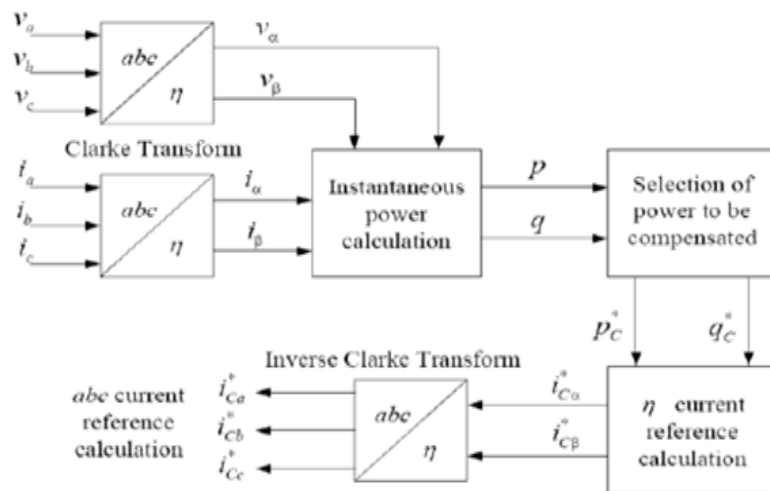 v_a
v_b
v_c
abc
η
v_α
v_β
Clarke Transform
i_a
i_b
i_c
abc
η
i_α
i_β
Instantaneous
power
calculation
p
q
Selection of
power to be
compensated
p_C^*
q_C^*
Inverse Clarke Transform
abc current
reference
calculation
i_Ca^*
i_Cb^*
i_Cc^*
abc
η
i_Cα^*
i_Cβ^*
η current
reference
calculation